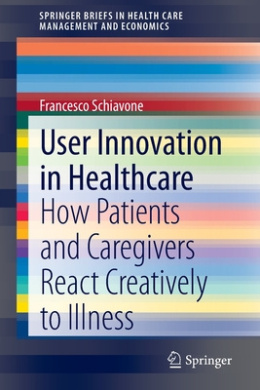 SPRINGER BRIEFS IN HEALTH CARE
MANAGEMENT AND ECONOMICS
Francesco Schiavone
User Innovation
in Healthcare
How Patients
and Caregivers
React Creatively
to Illness
Springer